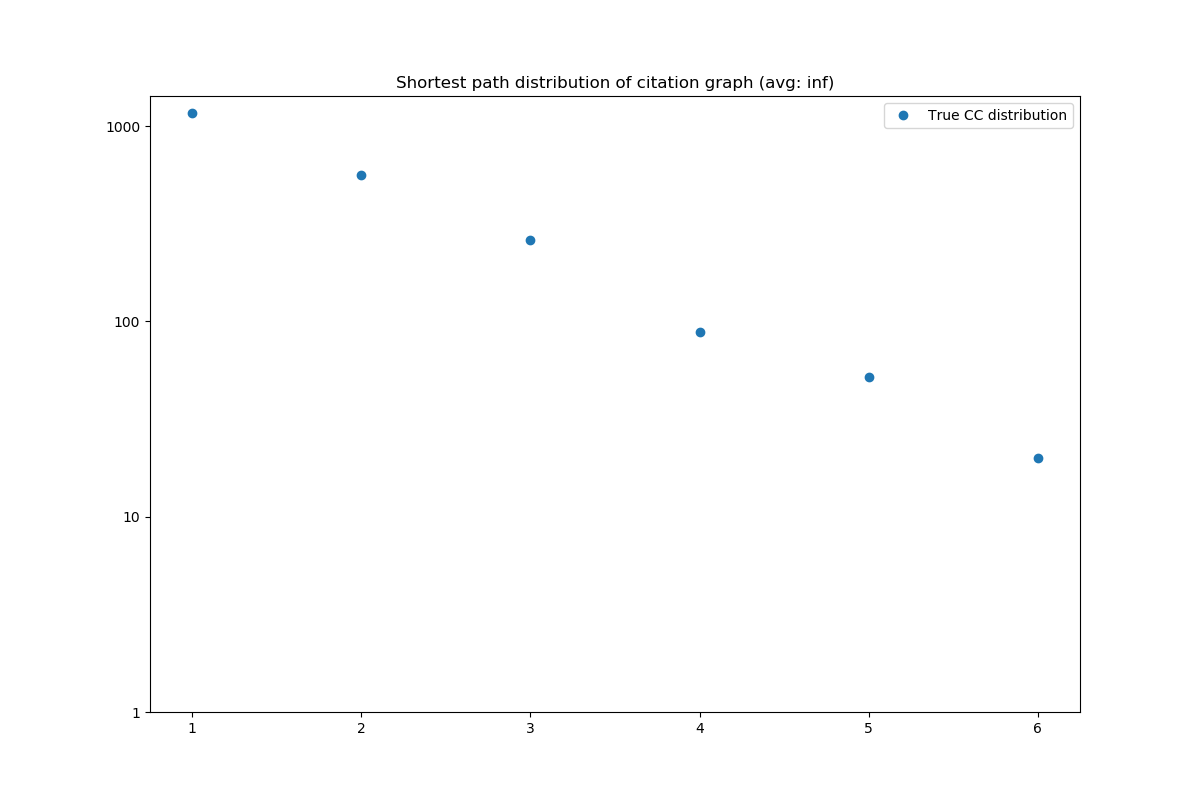 Shortest path distribution of citation graph (avg: inf)
True CC distribution
1000
100
10
1
1 2 3 4 5 6